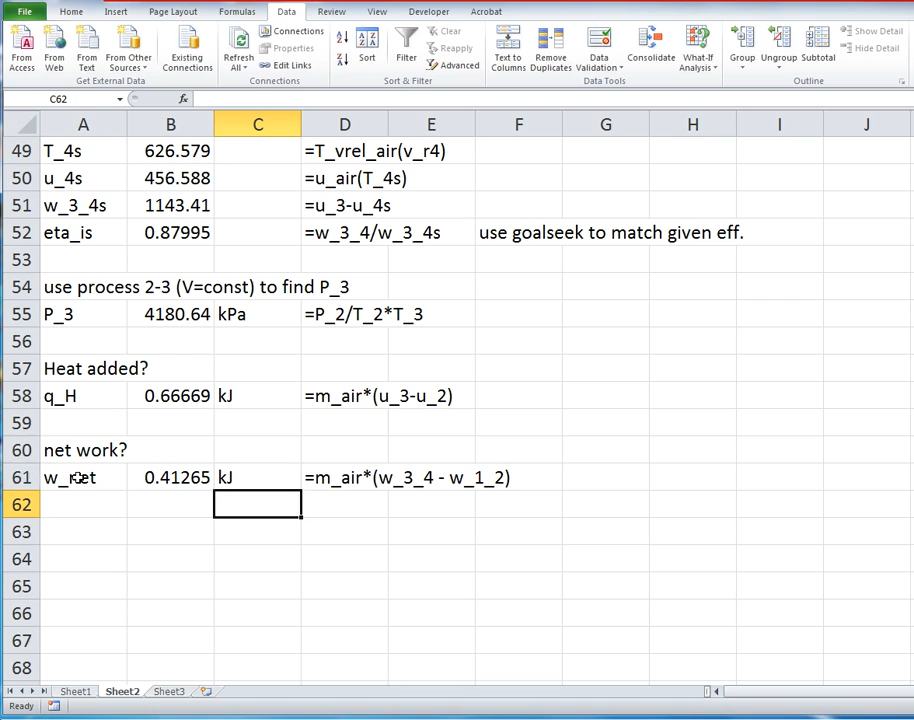 File Home Insert Page Layout Formulas Data Review View Developer Acrobat
From Access From Web From Text From Other Sources Existing Connections Refresh All Connections Properties Edit Links Sort Filter Clear Reapply Advanced Text to Columns Remove Duplicates Data Validation Consolidate What-If Analysis Group Ungroup Subtotal Show Detail Hide Detail
Get External Data Connections Sort & Filter Data Tools Outline
C62 fx
A B C D E F G H I J
49 T_4s 626.579 =T_vrel_air(v_r4)
50 u_4s 456.588 =u_air(T_4s)
51 w_3_4s 1143.41 =u_3-u_4s
52 eta_is 0.87995 =w_3_4/w_3_4s use goalseek to match given eff.
53
54 use process 2-3 (V=const) to find P_3
55 P_3 4180.64 kPa =P_2/T_2*T_3
56
57 Heat added?
58 q_H 0.66669 kJ =m_air*(u_3-u_2)
59
60 net work?
61 w_net 0.41265 kJ =m_air*(w_3_4 - w_1_2)
62
63
64
65
66
67
68
Sheet1 Sheet2 Sheet3
Ready